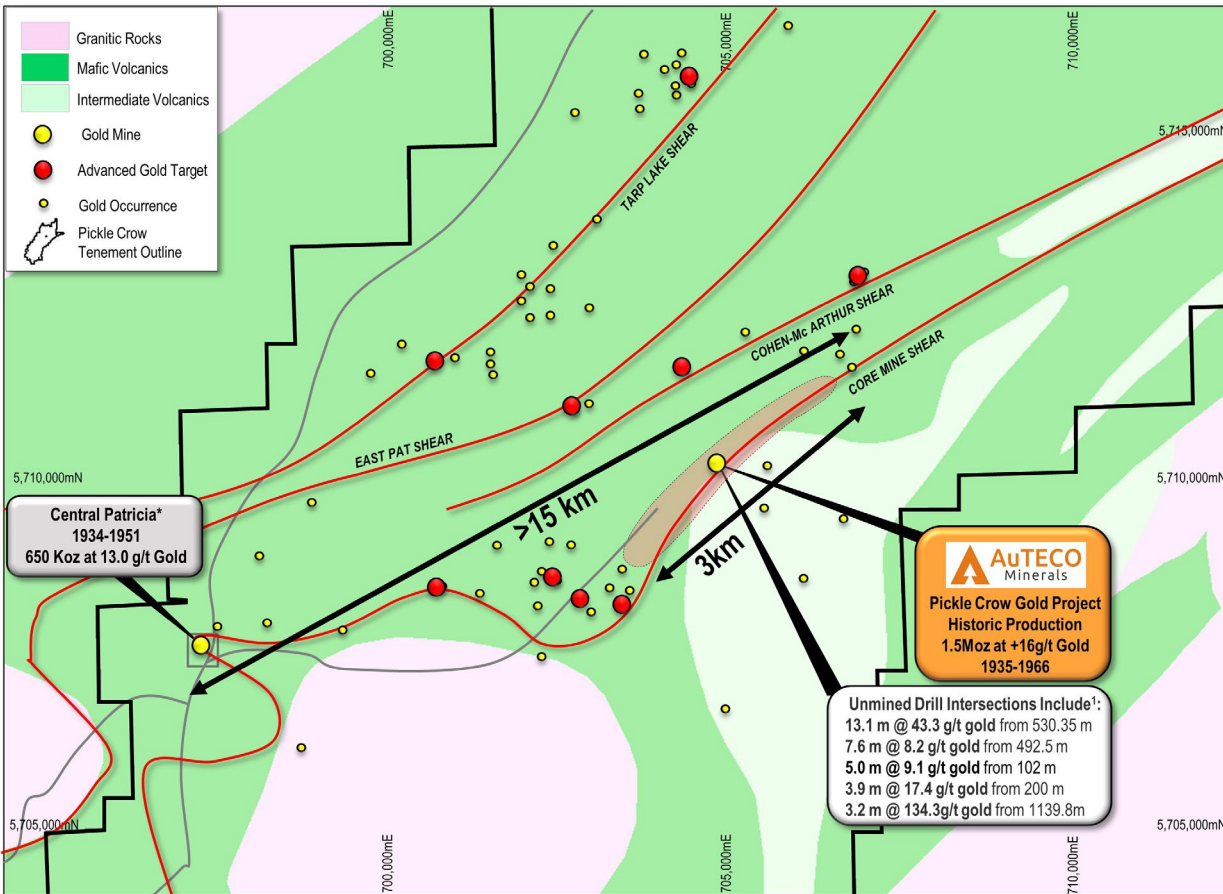 Granitic Rocks
Mafic Volcanics
Intermediate Volcanics
Gold Mine
Advanced Gold Target
Gold Occurrence
Pickle Crow
Tenement Outline
700,000mE
705,000mE
710,000mE
5,715,000mN
TARP LAKE SHEAR
COHEN-Mc ARTHUR SHEAR
CORE MINE SHEAR
EAST PAT SHEAR
5,710,000mN
5,710,000mN
>15 km
3km
Central Patricia*
1934-1951
650 Koz at 13.0 g/t Gold
AuTECO
Minerals
Pickle Crow Gold Project
Historic Production
1.5Moz at +16g/t Gold
1935-1966
Unmined Drill Intersections Include¹:
13.1 m @ 43.3 g/t gold from 530.35 m
7.6 m @ 8.2 g/t gold from 492.5 m
5.0 m @ 9.1 g/t gold from 102 m
3.9 m @ 17.4 g/t gold from 200 m
3.2 m @ 134.3g/t gold from 1139.8m
5,705,000mN
5,705,000mN
700,000mE
705,000mE
710,000mE